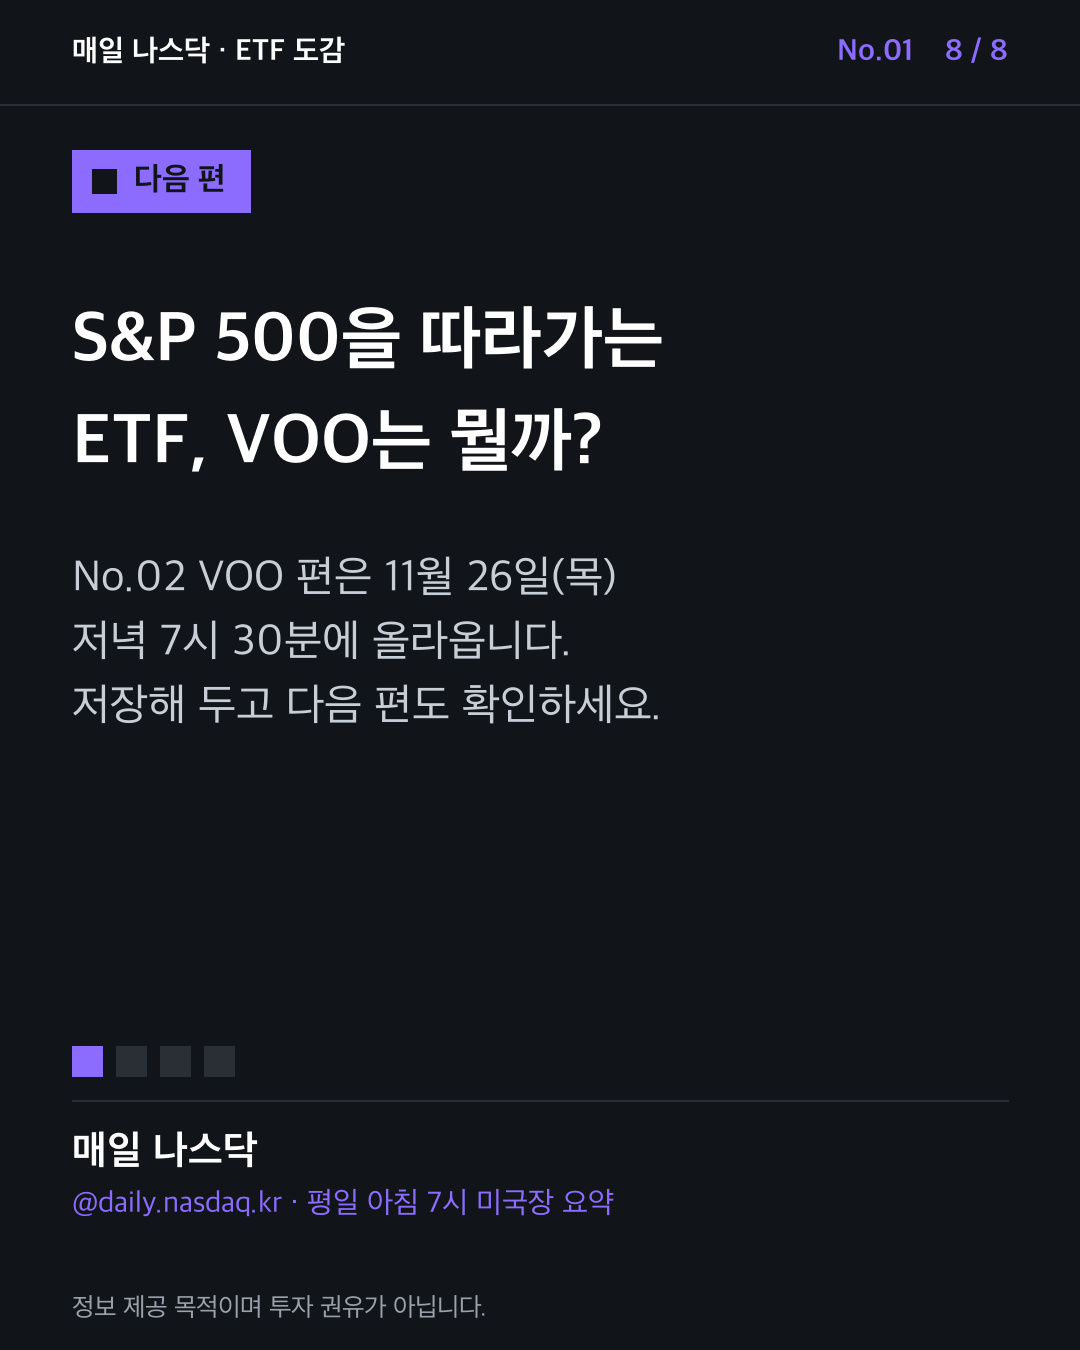 매일 나스닥 · ETF 도감
No.01 8 / 8
다음 편
S&P 500을 따라가는
ETF, VOO는 뭘까?
No.02 VOO 편은 11월 26일(목)
저녁 7시 30분에 올라옵니다.
저장해 두고 다음 편도 확인하세요.
매일 나스닥
@daily.nasdaq.kr · 평일 아침 7시 미국장 요약
정보 제공 목적이며 투자 권유가 아닙니다.